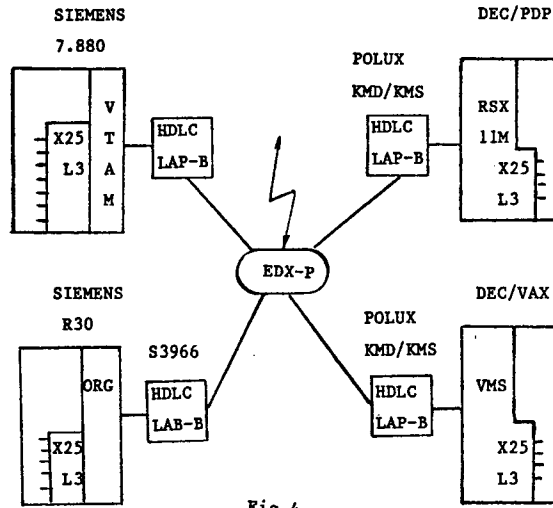 SIEMENS
7.880
V
T
A
M
X25
L3
HDLC
LAP-B
POLUX
KMD/KMS
HDLC
LAP-B
DEC/PDP
RSX
11M
X25
L3
EDX-P
SIEMENS
R30
ORG
X25
L3
S3966
HDLC
LAB-B
POLUX
KMD/KMS
HDLC
LAP-B
DEC/VAX
VMS
X25
L3
Fig 4